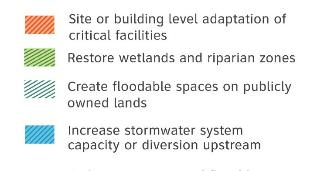 Site or building level adaptation of
critical facilities
Restore wetlands and riparian zones
Create floodable spaces on publicly
owned lands
Increase stormwater system
capacity or diversion upstream